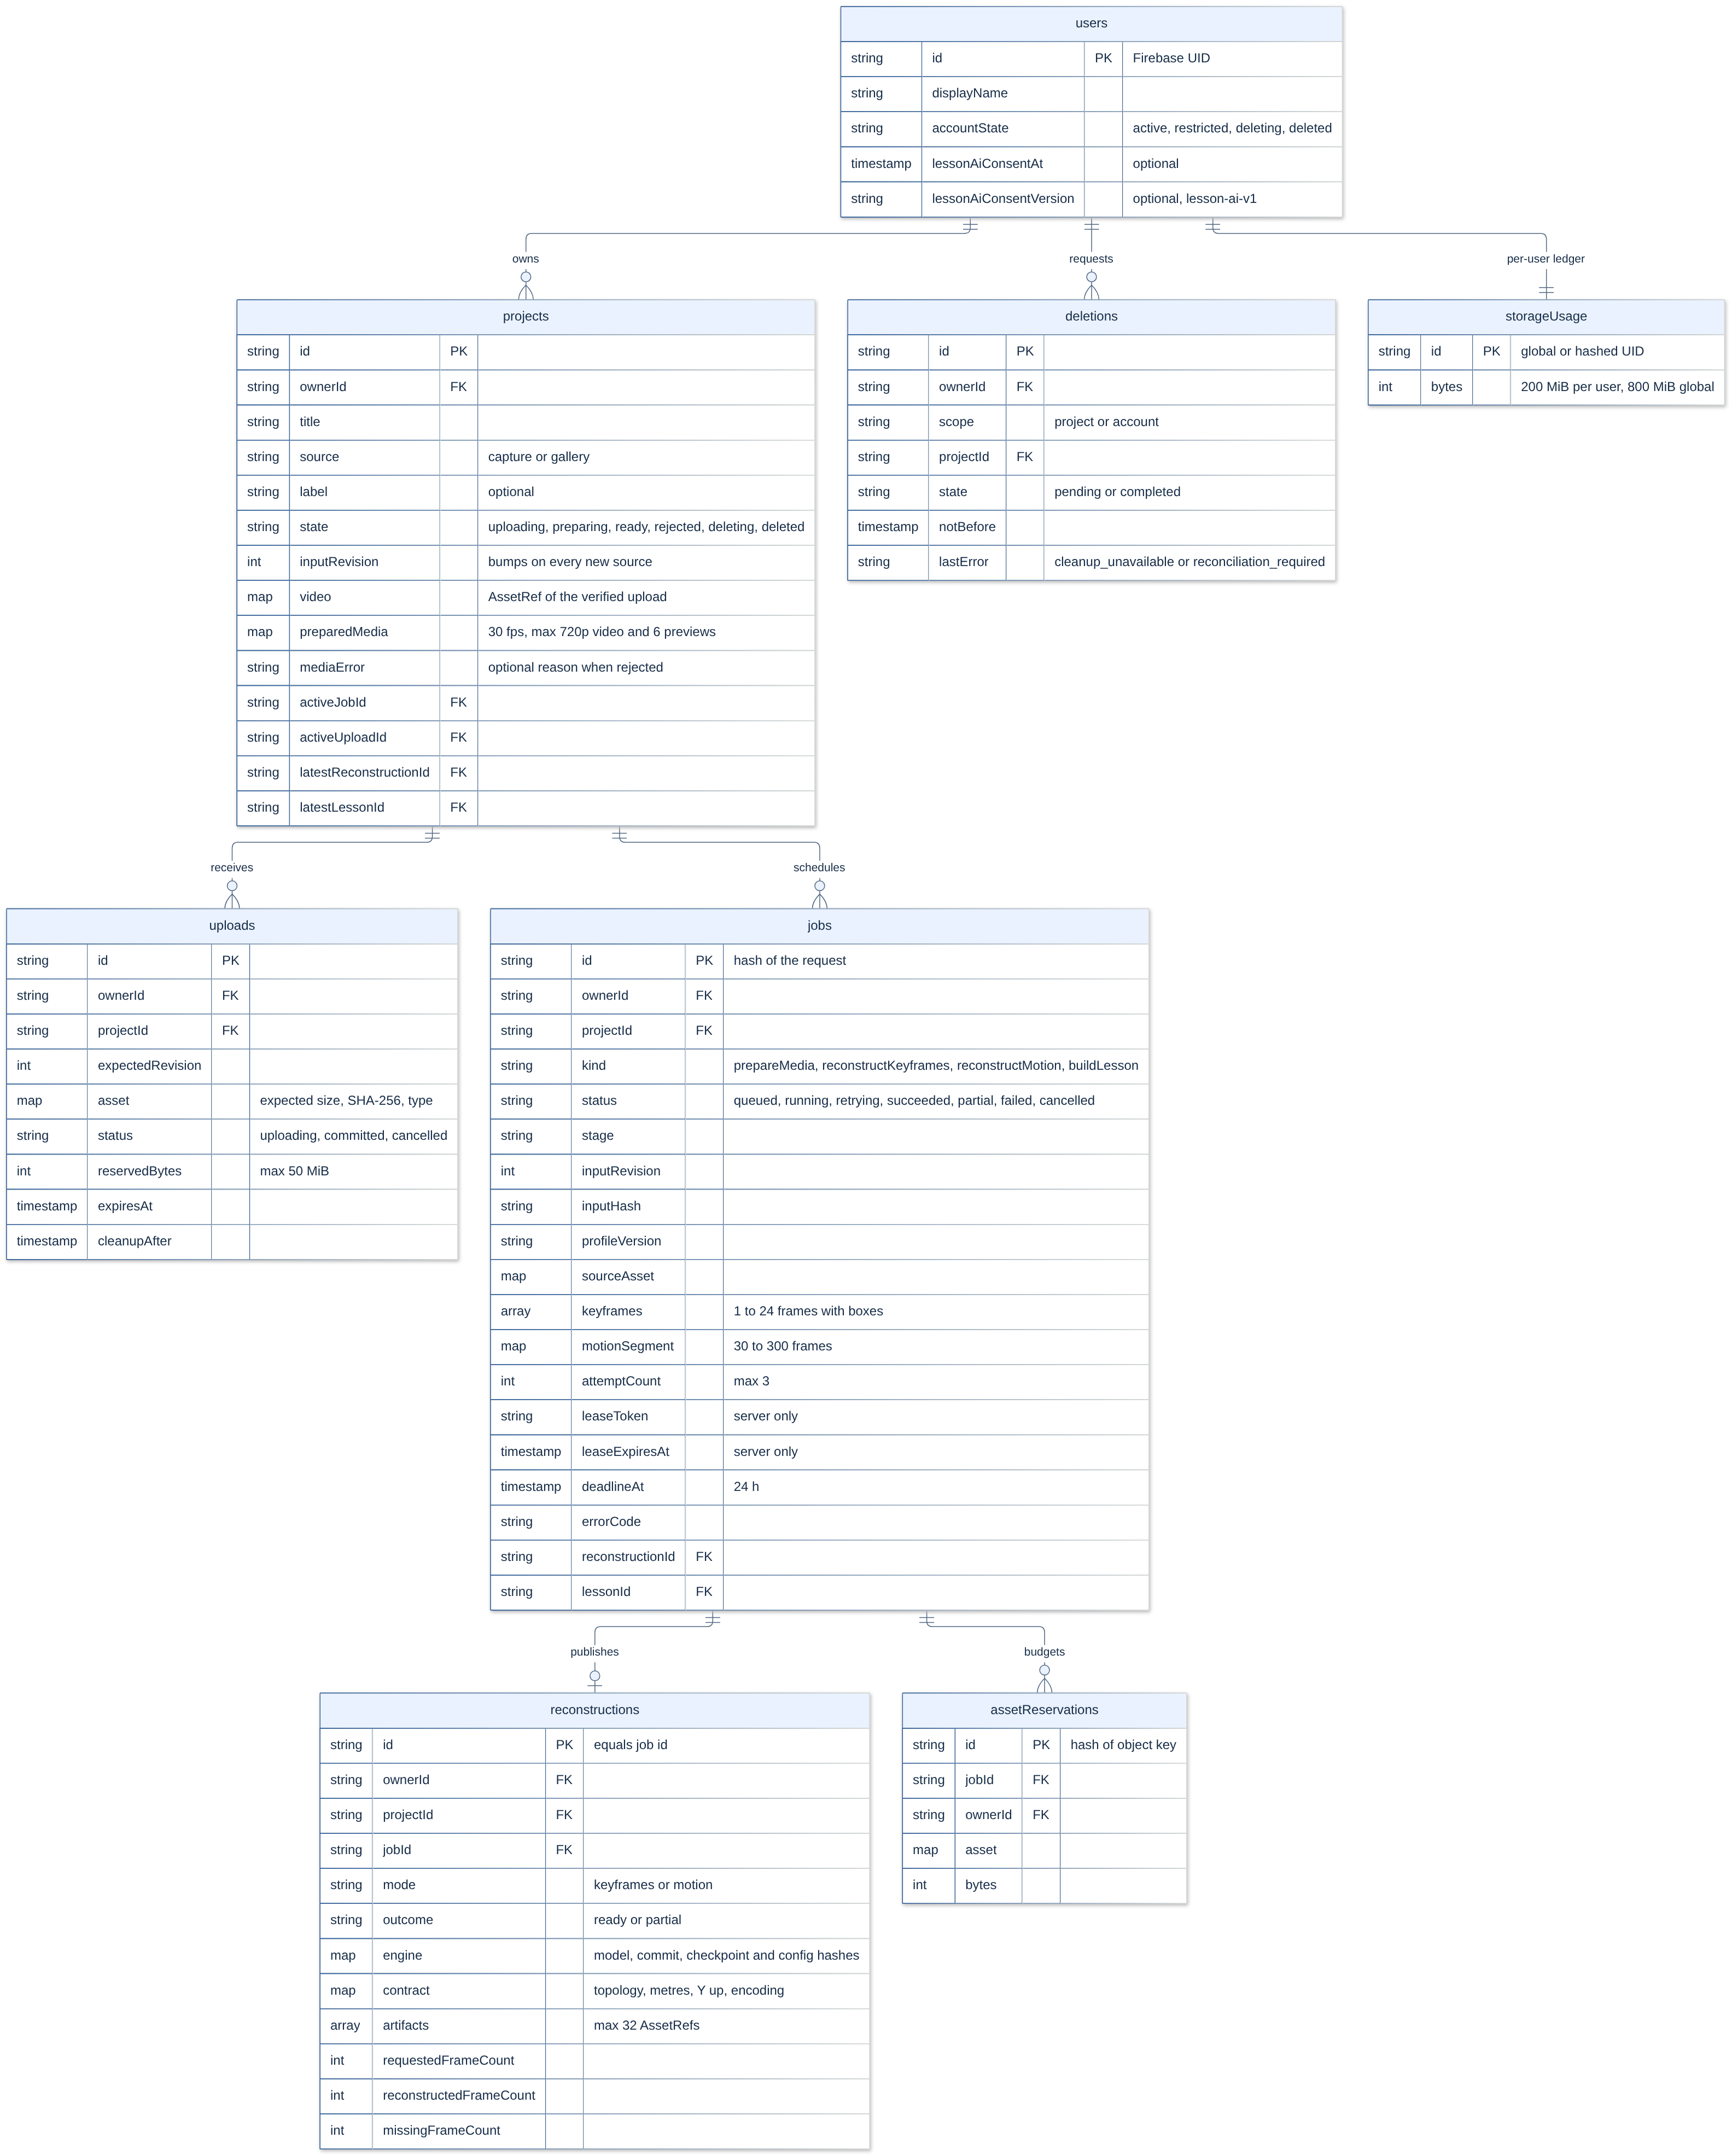 users
string id PK Firebase UID
string displayName
string accountState active, restricted, deleting, deleted
timestamp lessonAiConsentAt optional
string lessonAiConsentVersion optional, lesson-ai-v1
owns
requests
per-user ledger
projects
string id PK
string ownerId FK
string title
string source capture or gallery
string label optional
string state uploading, preparing, ready, rejected, deleting, deleted
int inputRevision bumps on every new source
map video AssetRef of the verified upload
map preparedMedia 30 fps, max 720p video and 6 previews
string mediaError optional reason when rejected
string activeJobId FK
string activeUploadId FK
string latestReconstructionId FK
string latestLessonId FK
deletions
string id PK
string ownerId FK
string scope project or account
string projectId FK
string state pending or completed
timestamp notBefore
string lastError cleanup_unavailable or reconciliation_required
storageUsage
string id PK global or hashed UID
int bytes 200 MiB per user, 800 MiB global
receives
schedules
uploads
string id PK
string ownerId FK
string projectId FK
int expectedRevision
map asset expected size, SHA-256, type
string status uploading, committed, cancelled
int reservedBytes max 50 MiB
timestamp expiresAt
timestamp cleanupAfter
jobs
string id PK hash of the request
string ownerId FK
string projectId FK
string kind prepareMedia, reconstructKeyframes, reconstructMotion, buildLesson
string status queued, running, retrying, succeeded, partial, failed, cancelled
string stage
int inputRevision
string inputHash
string profileVersion
map sourceAsset
array keyframes 1 to 24 frames with boxes
map motionSegment 30 to 300 frames
int attemptCount max 3
string leaseToken server only
timestamp leaseExpiresAt server only
timestamp deadlineAt 24 h
string errorCode
string reconstructionId FK
string lessonId FK
publishes
budgets
reconstructions
string id PK equals job id
string ownerId FK
string projectId FK
string jobId FK
string mode keyframes or motion
string outcome ready or partial
map engine model, commit, checkpoint and config hashes
map contract topology, metres, Y up, encoding
array artifacts max 32 AssetRefs
int requestedFrameCount
int reconstructedFrameCount
int missingFrameCount
assetReservations
string id PK hash of object key
string jobId FK
string ownerId FK
map asset
int bytes